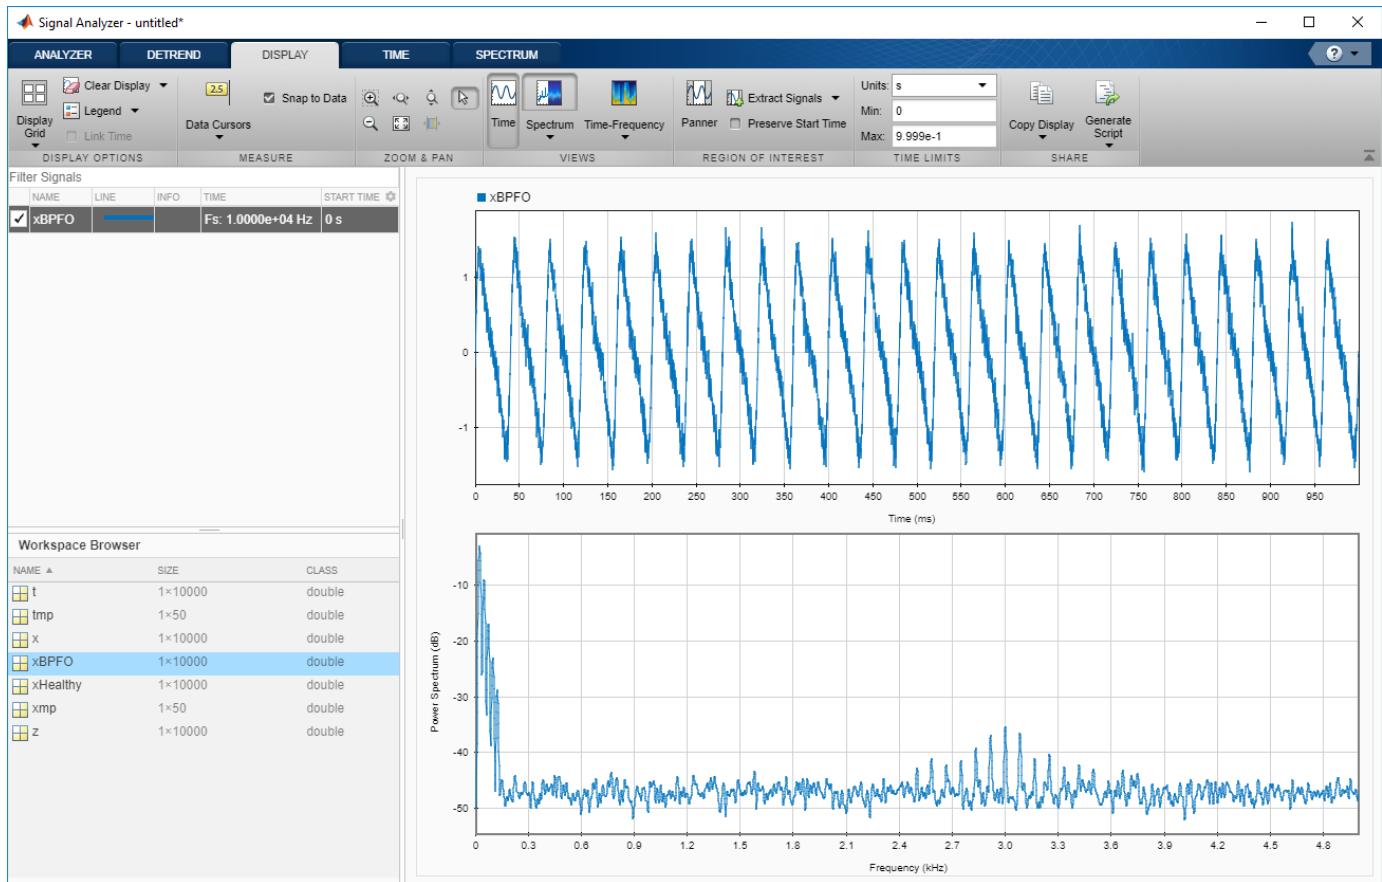 Signal Analyzer - untitled*
ANALYZER DETREND DISPLAY TIME SPECTRUM
?
Clear Display
Legend
Link Time
Display
Grid
DISPLAY OPTIONS
2.5
Data Cursors
Snap to Data
MEASURE
ZOOM & PAN
Time Spectrum Time-Frequency
VIEWS
Panner
Extract Signals
Preserve Start Time
REGION OF INTEREST
Units: s
Min: 0
Max: 9.999e-1
TIME LIMITS
Copy Display
Generate
Script
SHARE
Filter Signals
NAME LINE INFO TIME START TIME
xBPFO Fs: 1.0000e+04 Hz 0 s
Workspace Browser
NAME SIZE CLASS
t 1×10000 double
tmp 1×50 double
x 1×10000 double
xBPFO 1×10000 double
xHealthy 1×10000 double
xmp 1×50 double
z 1×10000 double
xBPFO
1
0
-1
0 50 100 150 200 250 300 350 400 450 500 550 600 650 700 750 800 850 900 950
Time (ms)
-10
-20
-30
-40
-50
Power Spectrum (dB)
0 0.3 0.6 0.9 1.2 1.5 1.8 2.1 2.4 2.7 3.0 3.3 3.6 3.9 4.2 4.5 4.8
Frequency (kHz)